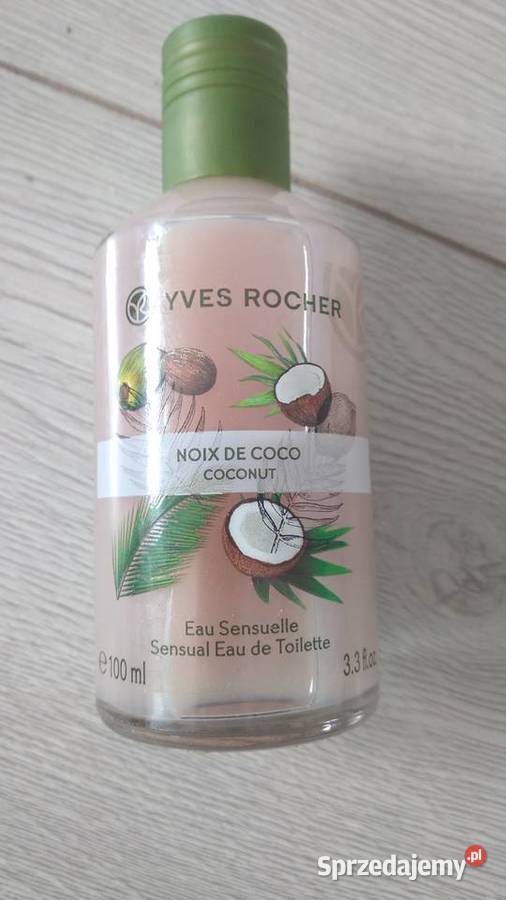 YVES ROCHER
NOIX DE COCO
COCONUT
Eau Sensuelle
Sensual Eau de Toilette
℮100 ml
3.3 fl.oz
Sprzedajemy.pl